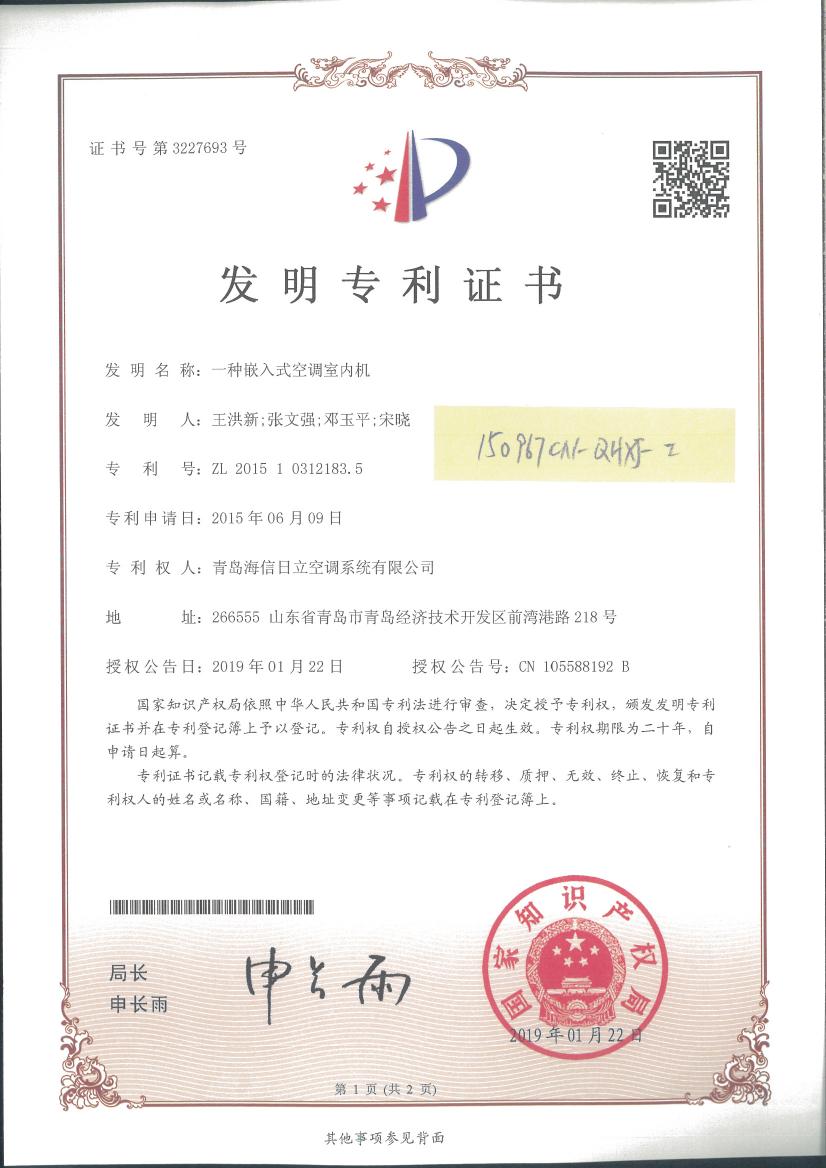 证书号第3227693号
发明专利证书
发明名称：一种嵌入式空调室内机
发明人：王洪新;张文强;邓玉平;宋晓
150967CN-QHXJ-I
专利号：ZL 2015 1 0312183.5
专利申请日：2015年06月09日
专利权人：青岛海信日立空调系统有限公司
地址：266555 山东省青岛市青岛经济技术开发区前湾港路218号
授权公告日：2019年01月22日 授权公告号：CN 105588192 B
国家知识产权局依照中华人民共和国专利法进行审查，决定授予专利权，颁发发明专利
证书并在专利登记簿上予以登记。专利权自授权公告之日起生效。专利权期限为二十年，自
申请日起算。
专利证书记载专利权登记时的法律状况。专利权的转移、质押、无效、终止、恢复和专
利权人的姓名或名称、国籍、地址变更等事项记载在专利登记簿上。
局长
申长雨
申长雨
国家知识产权局
2019年01月22日
第1页(共2页)
其他事项参见背面